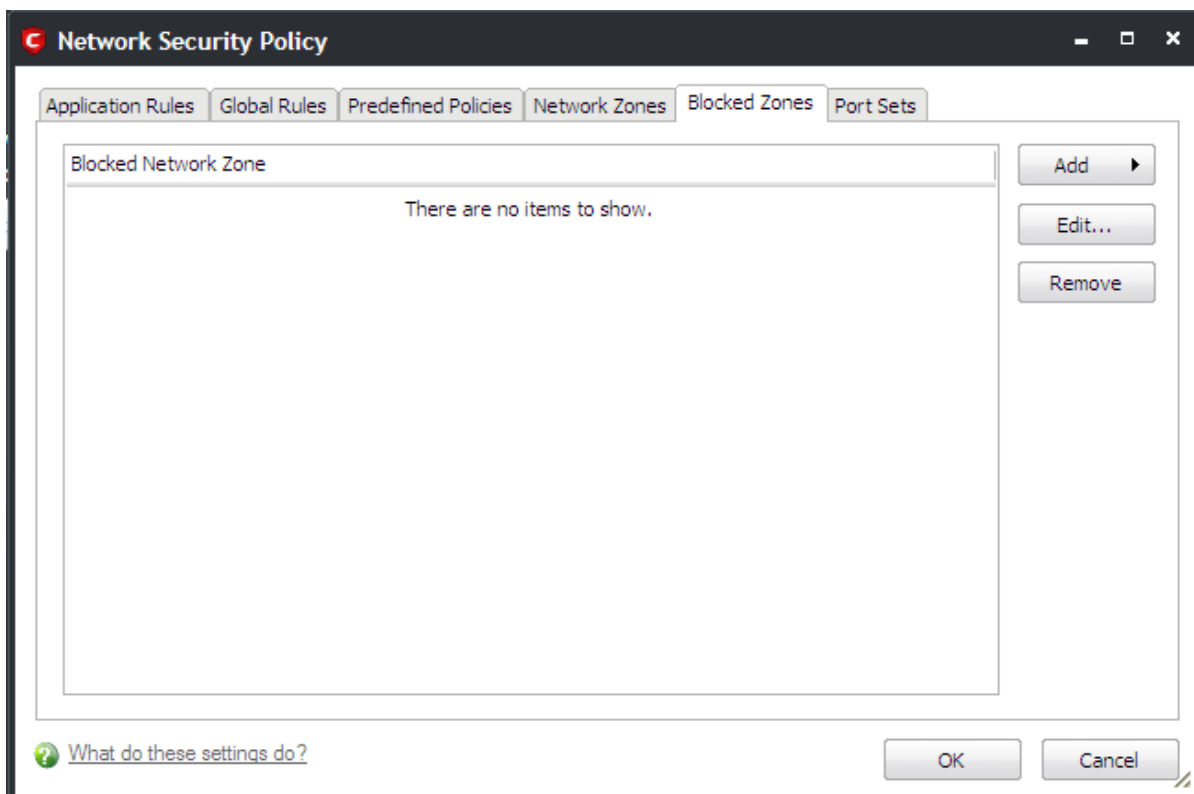 Network Security Policy
Application Rules Global Rules Predefined Policies Network Zones Blocked Zones Port Sets
Blocked Network Zone
There are no items to show.
Add
Edit...
Remove
What do these settings do?
OK Cancel